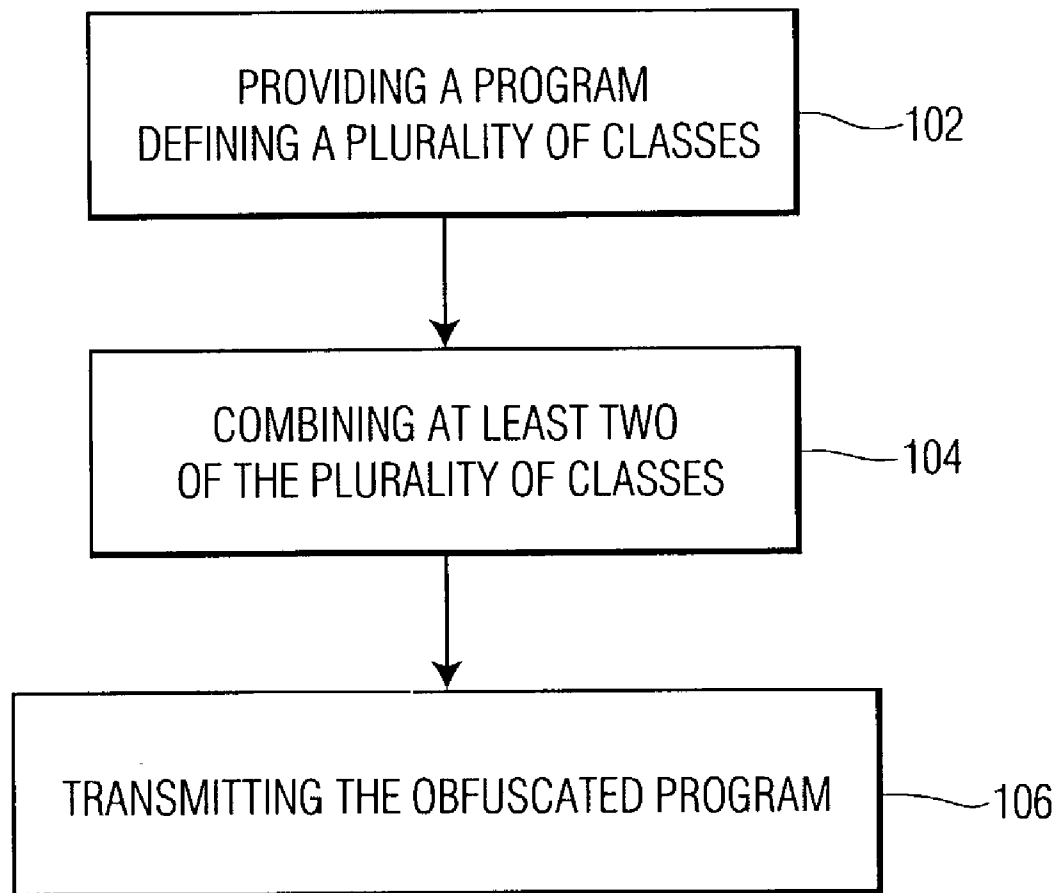 PROVIDING A PROGRAM
DEFINING A PLURALITY OF CLASSES
102
COMBINING AT LEAST TWO
OF THE PLURALITY OF CLASSES
104
TRANSMITTING THE OBFUSCATED PROGRAM
106